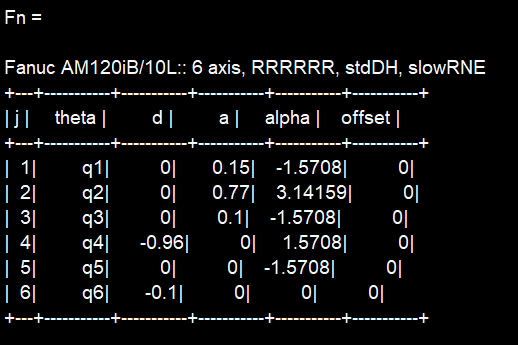 Fn =
Fanuc AM120iB/10L:: 6 axis, RRRRRR, stdDH, slowRNE
+---+-----------+-----------+-----------+-----------+-----------+
| j |     theta |         d |         a |     alpha |    offset |
+---+-----------+-----------+-----------+-----------+-----------+
|  1|         q1|          0|       0.15|    -1.5708|          0|
|  2|         q2|          0|       0.77|    3.14159|          0|
|  3|         q3|          0|        0.1|    -1.5708|          0|
|  4|         q4|      -0.96|          0|     1.5708|          0|
|  5|         q5|          0|          0|    -1.5708|          0|
|  6|         q6|       -0.1|          0|          0|          0|
+---+-----------+-----------+-----------+-----------+-----------+